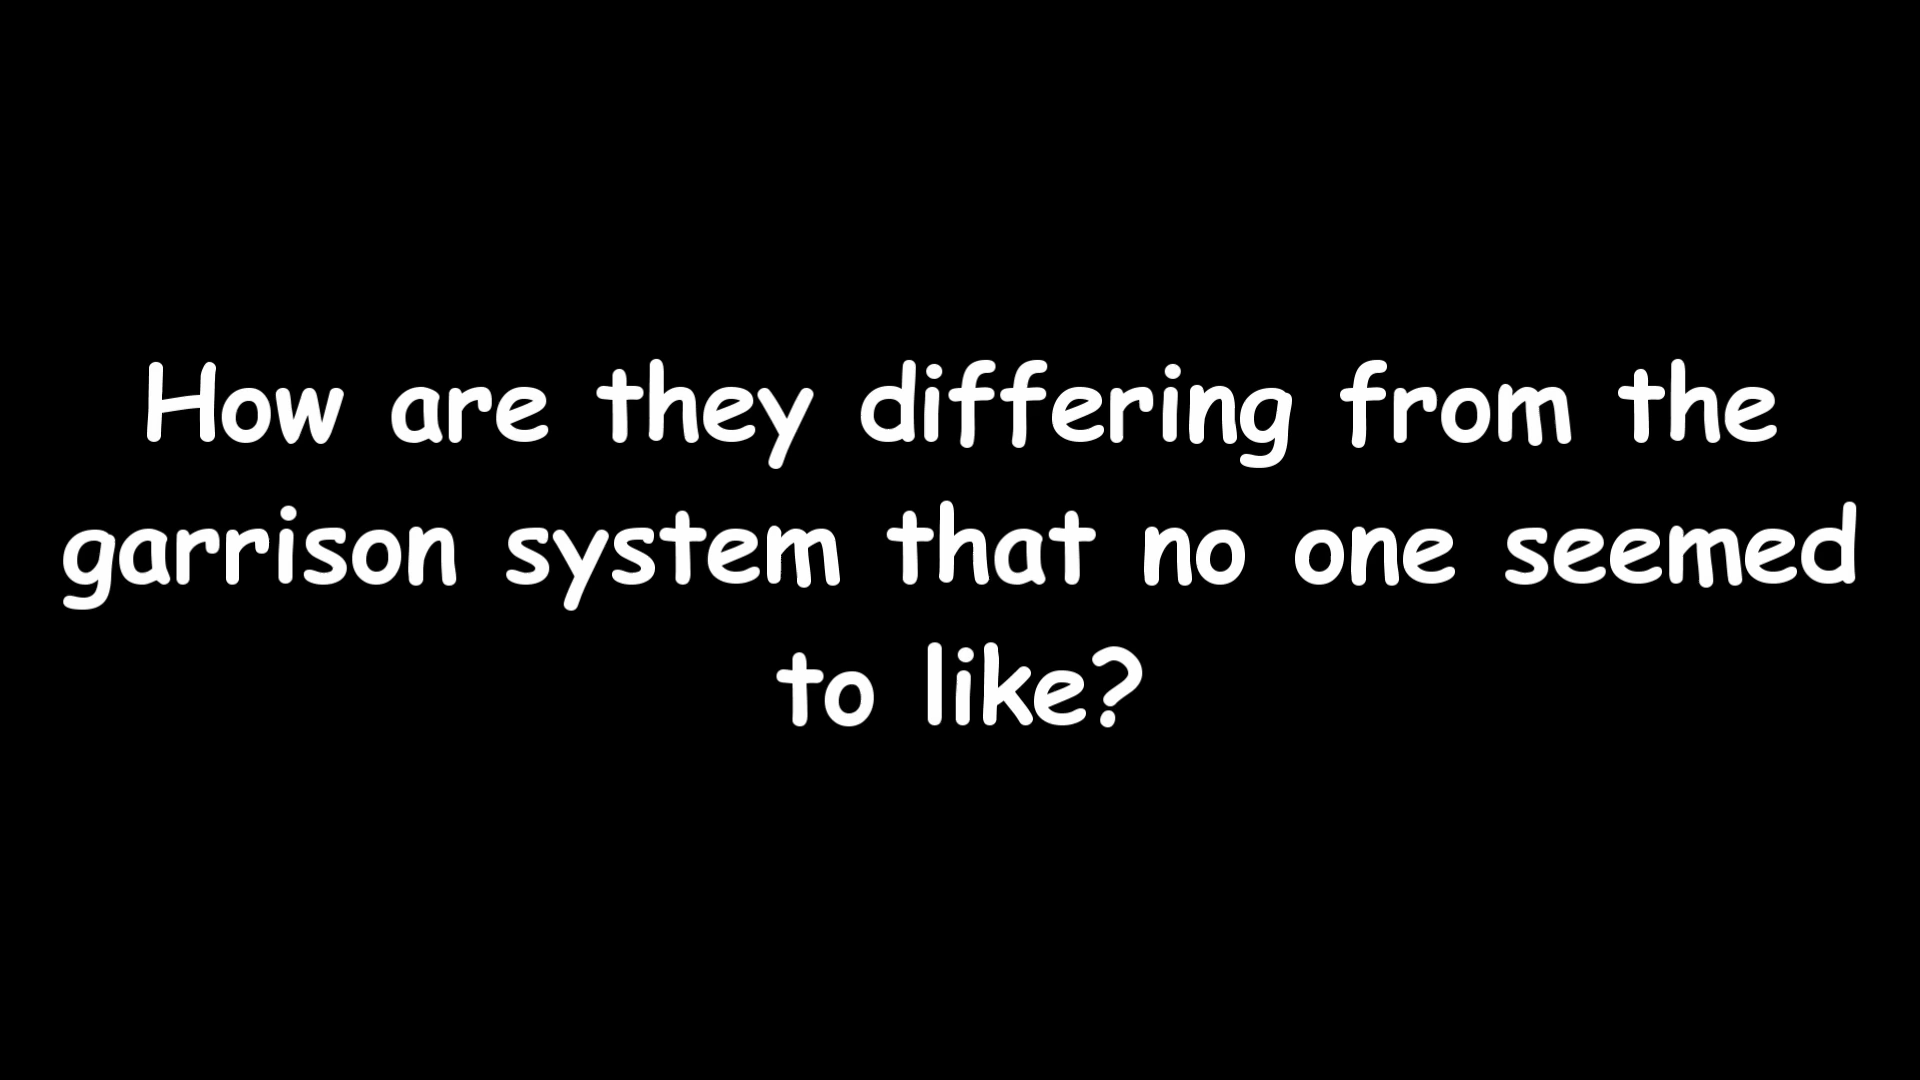 How are they differing from the
garrison system that no one seemed
to like?